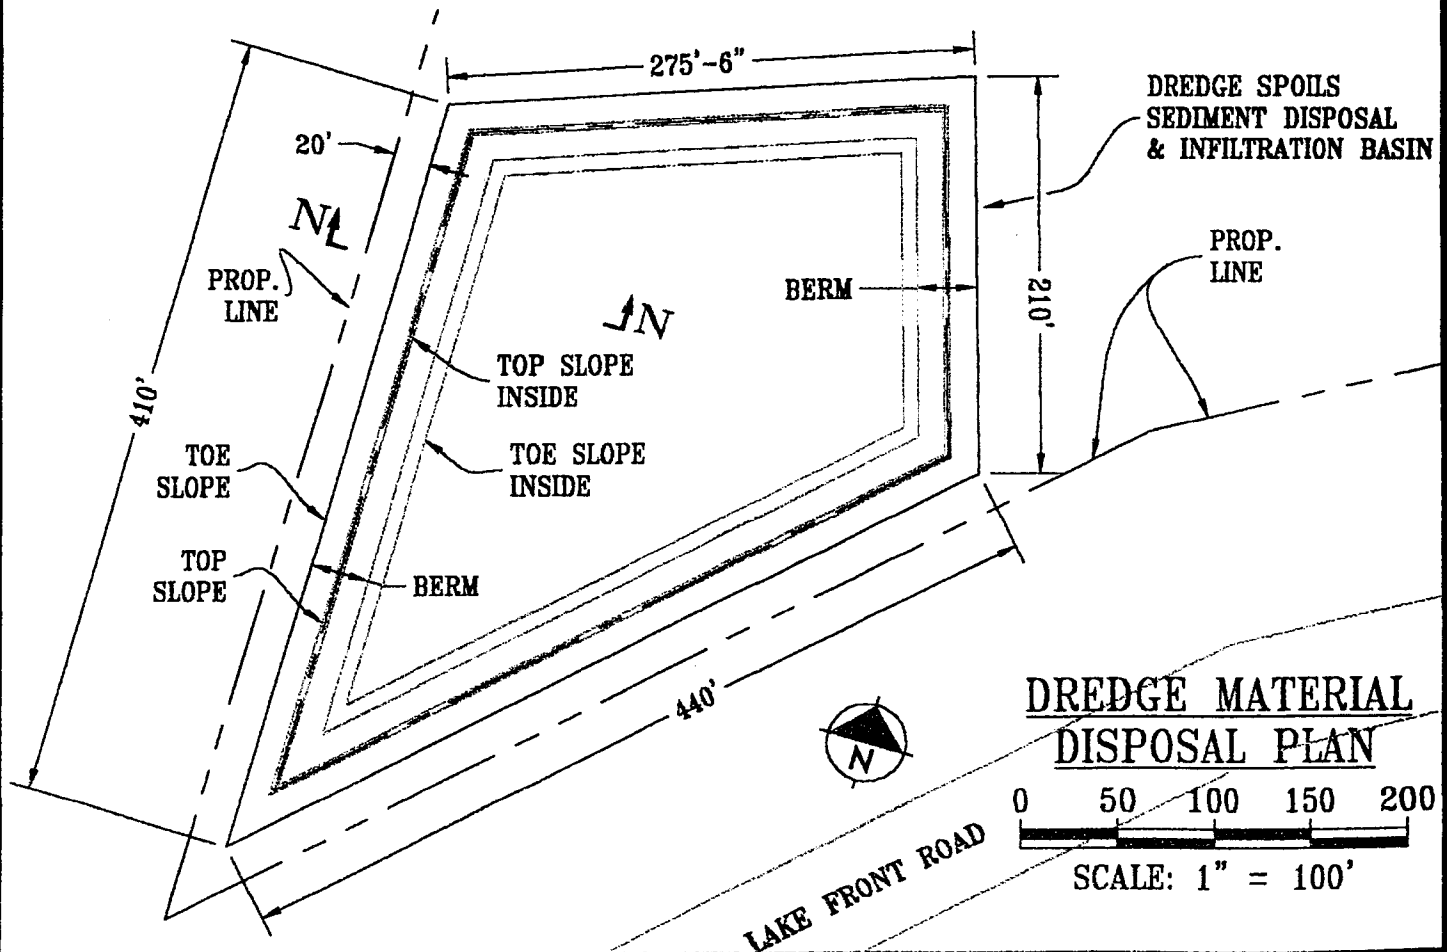 275'-6"
DREDGE SPOILS
SEDIMENT DISPOSAL
& INFILTRATION BASIN
20'
N
PROP.
LINE
PROP.
LINE
BERM
210'
N
TOP SLOPE
INSIDE
410'
TOE
SLOPE
TOE SLOPE
INSIDE
TOP
SLOPE
BERM
440'
N
DREDGE MATERIAL
DISPOSAL PLAN
0 50 100 150 200
SCALE: 1" = 100'
LAKE FRONT ROAD